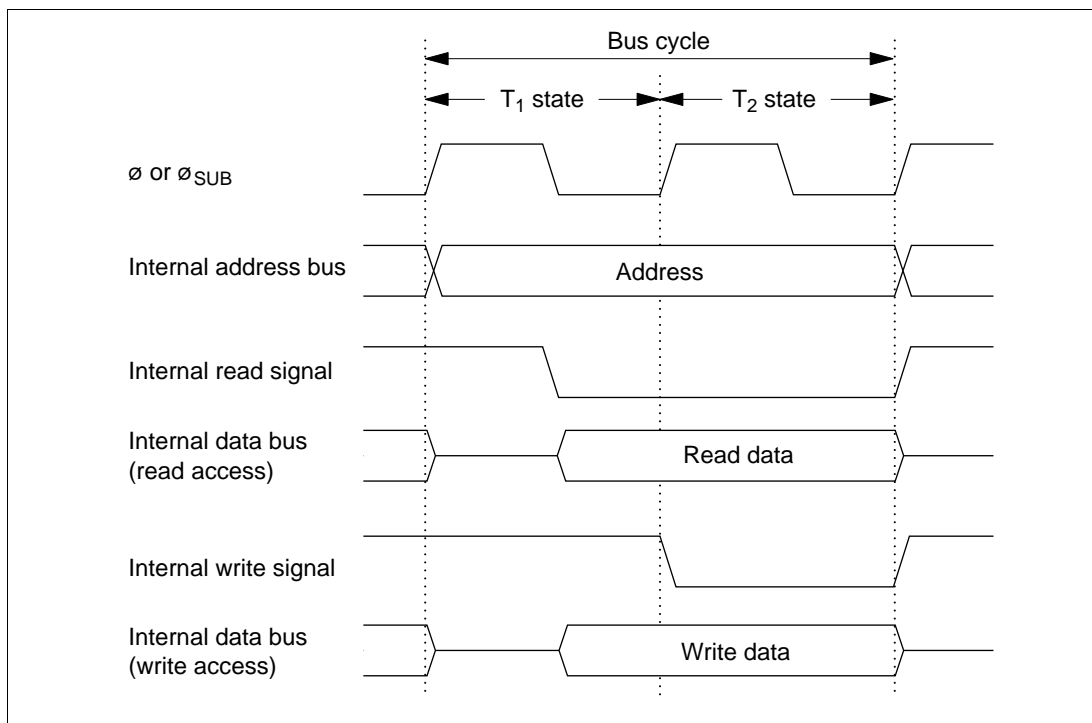 Bus cycle
T₁ state
T₂ state
ø or øSUB
Internal address bus
Address
Internal read signal
Internal data bus
(read access)
Read data
Internal write signal
Internal data bus
(write access)
Write data